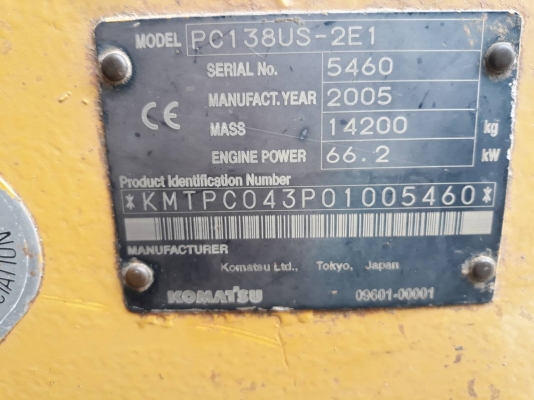 MODEL PC138US-2E1
SERIAL No. 5460
MANUFACT.YEAR 2005
CE
MASS 14200 kg
ENGINE POWER 66.2 kW
Product Identification Number
*KMTPC043P01005460*
MANUFACTURER
Komatsu Ltd., Tokyo, Japan
KOMATSU 09601-00001